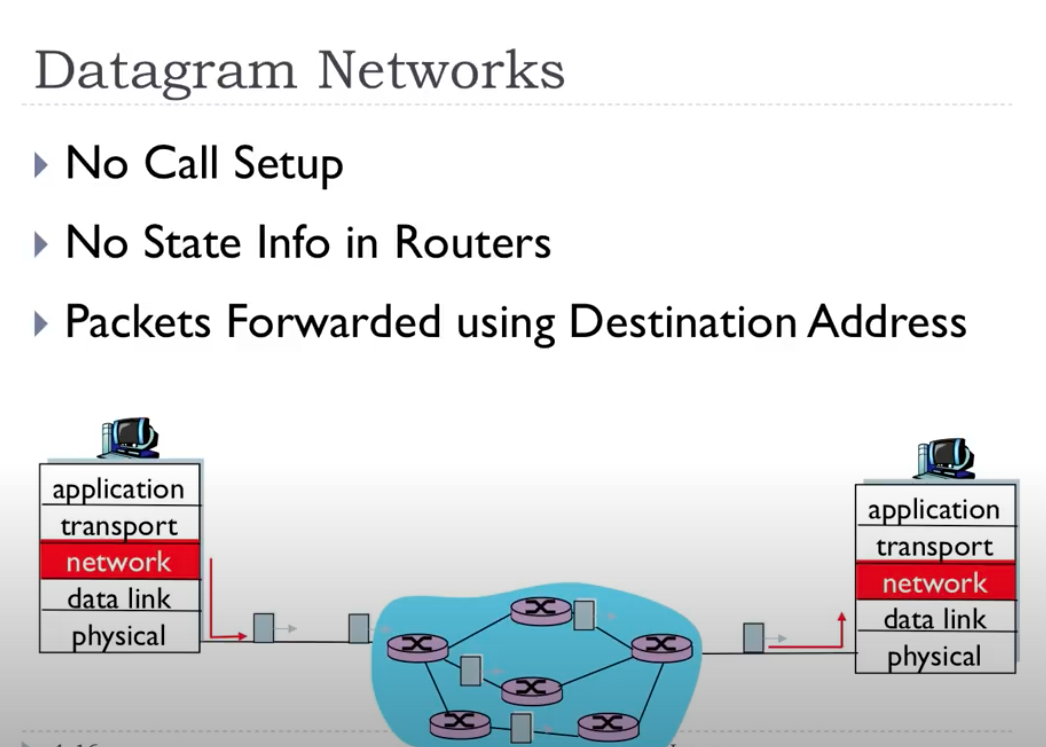 Datagram Networks
No Call Setup
No State Info in Routers
Packets Forwarded using Destination Address
application
transport
network
data link
physical
application
transport
network
data link
physical